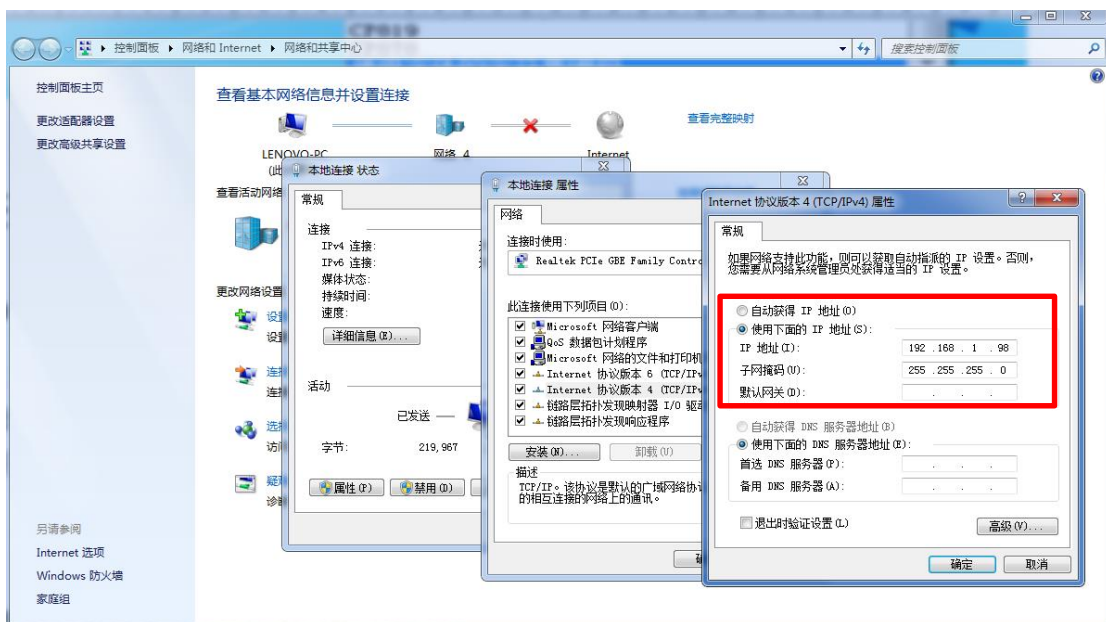 控制面板 ▸ 网络和 Internet ▸ 网络和共享中心
搜索控制面板
控制面板主页
更改适配器设置
更改高级共享设置
另请参阅
Internet 选项
Windows 防火墙
家庭组
查看基本网络信息并设置连接
查看完整映射
LENOVO-PC
网络 4
Internet
查看活动网络
更改网络设置
本地连接 状态
常规
连接
IPv4 连接:
IPv6 连接:
媒体状态:
持续时间:
速度:
详细信息(E)...
活动
已发送
字节:
219,967
属性(P)
禁用(D)
本地连接 属性
网络
连接时使用:
Realtek PCIe GBE Family Contro
此连接使用下列项目(O):
Microsoft 网络客户端
QoS 数据包计划程序
Microsoft 网络的文件和打印机
Internet 协议版本 6 (TCP/IPv
Internet 协议版本 4 (TCP/IPv
链路层拓扑发现映射器 I/O 驱动
链路层拓扑发现响应程序
安装(N)...
卸载(U)
描述
TCP/IP。该协议是默认的广域网络协议
的相互连接的网络上的通讯。
Internet 协议版本 4 (TCP/IPv4) 属性
常规
如果网络支持此功能，则可以获取自动指派的 IP 设置。否则，
您需要从网络系统管理员处获得适当的 IP 设置。
自动获得 IP 地址(O)
使用下面的 IP 地址(S):
IP 地址(I): 192 .168 . 1 . 98
子网掩码(U): 255 .255 .255 . 0
默认网关(D): . . .
自动获得 DNS 服务器地址(B)
使用下面的 DNS 服务器地址(E):
首选 DNS 服务器(P): . . .
备用 DNS 服务器(A): . . .
退出时验证设置(L)
高级(V)...
确定
取消